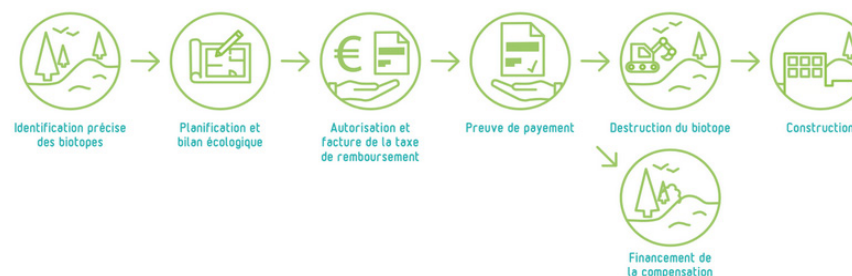 Identification précise
des biotopes
Planification et
bilan écologique
Autorisation et
facture de la taxe
de remboursement
Preuve de payement
Destruction du biotope
Construction
Financement de
la compensation